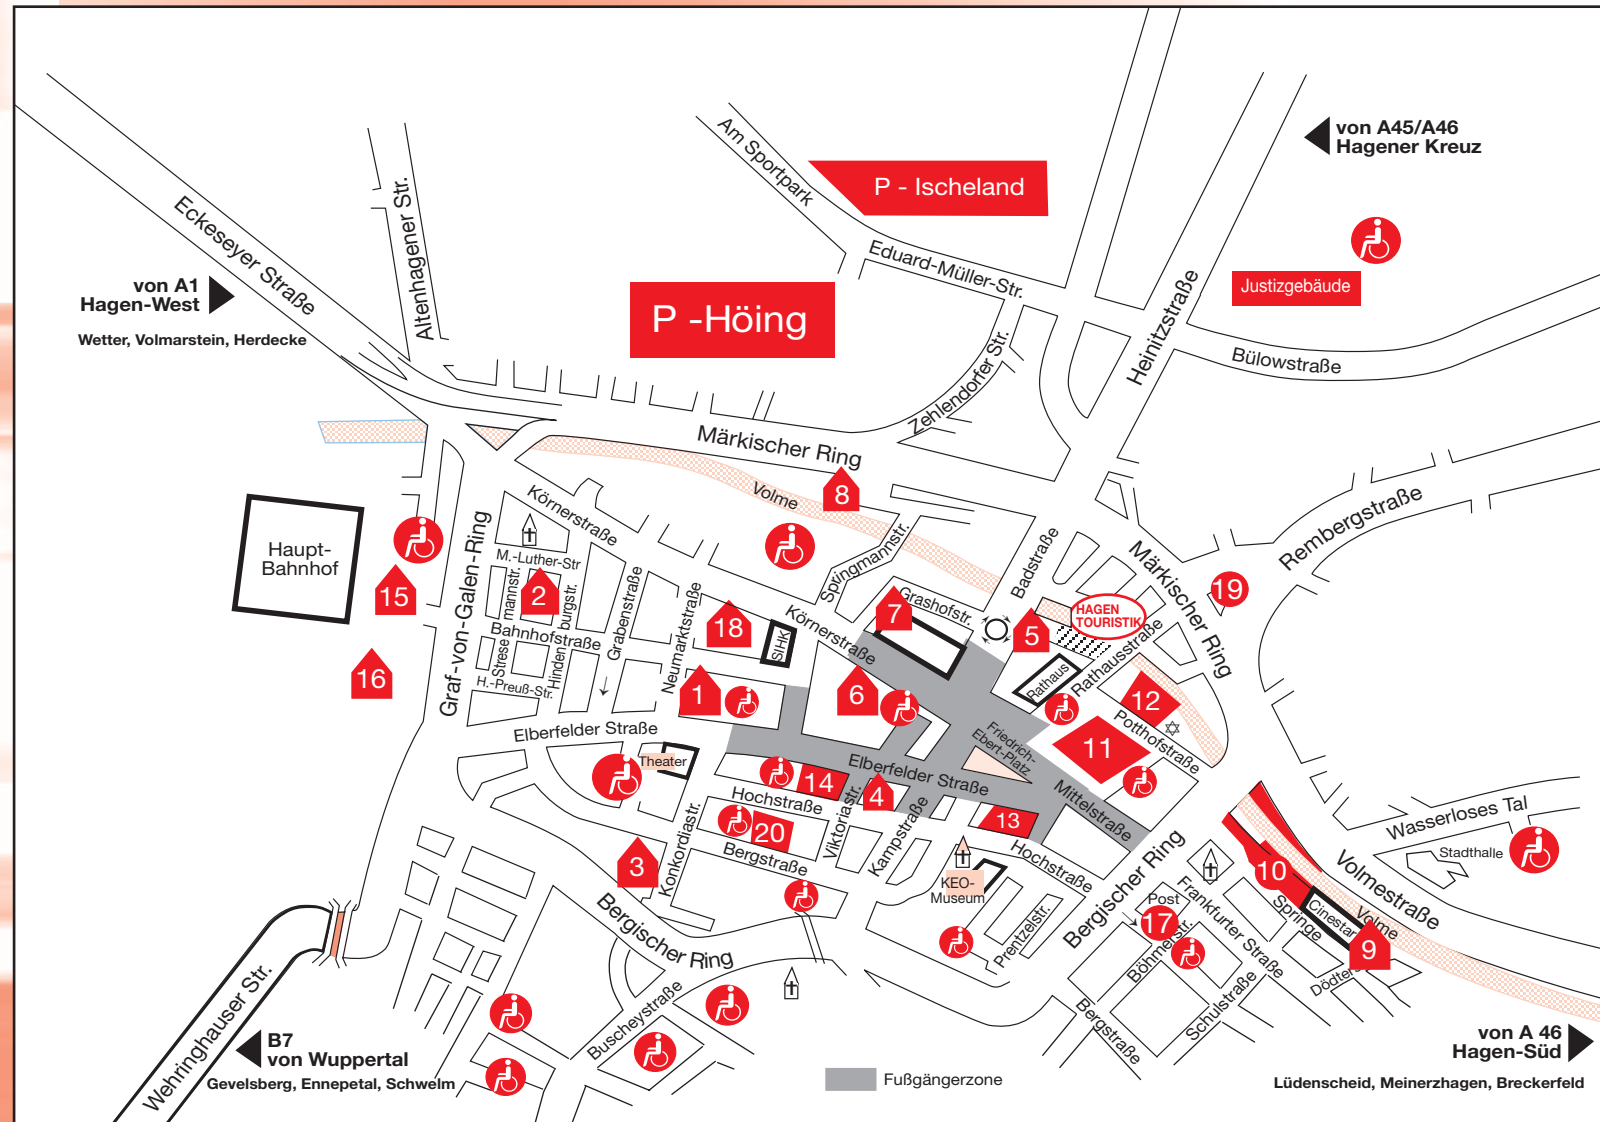 von A45/A46
Hagener Kreuz
Am Sportpark
P - Ischeland
Altenhagener Str.
Eckeseyer Straße
Eduard-Müller-Str.
Justizgebäude
von A1
Hagen-West
Wetter, Volmarstein, Herdecke
P -Höing
Heinitzstraße
Bülowstraße
Zehlendorfer Str.
Märkischer Ring
Volme
8
Körnerstraße
Rembergstraße
Graf-von-Galen-Ring
Haupt-
Bahnhof
M.-Luther-Str
Springmannstr.
Badstraße
Märkischer Ring
15
Stresemannstr.
2
Hindenburgstr.
Grabenstraße
Neumarktstraße
18
SIHK
Körnerstraße
7
Grashofstr.
5
HAGEN
TOURISTIK
19
Bahnhofstraße
H.-Preuß-Str.
16
1
6
Rathaus
Rathausstraße
12
Potthofstraße
11
Elberfelder Straße
Theater
Friedrich-
Ebert-Platz
Elberfelder Straße
14
4
Mittelstraße
Hochstraße
Viktoriastr.
Kampstraße
13
20
Bergstraße
Konkordiastr.
3
Hochstraße
Wasserloses Tal
Stadthalle
KEO-
Museum
Prentzelstr.
Bergischer Ring
Bergischer Ring
Post
17
Frankfurter Straße
Böhmerstr.
10
Springe
Cinestar
Volme
Volmestraße
9
Schulstraße
Bergstraße
Buscheystraße
Wehringhauser Str.
B7
von Wuppertal
Gevelsberg, Ennepetal, Schwelm
Fußgängerzone
von A 46
Hagen-Süd
Lüdenscheid, Meinerzhagen, Breckerfeld